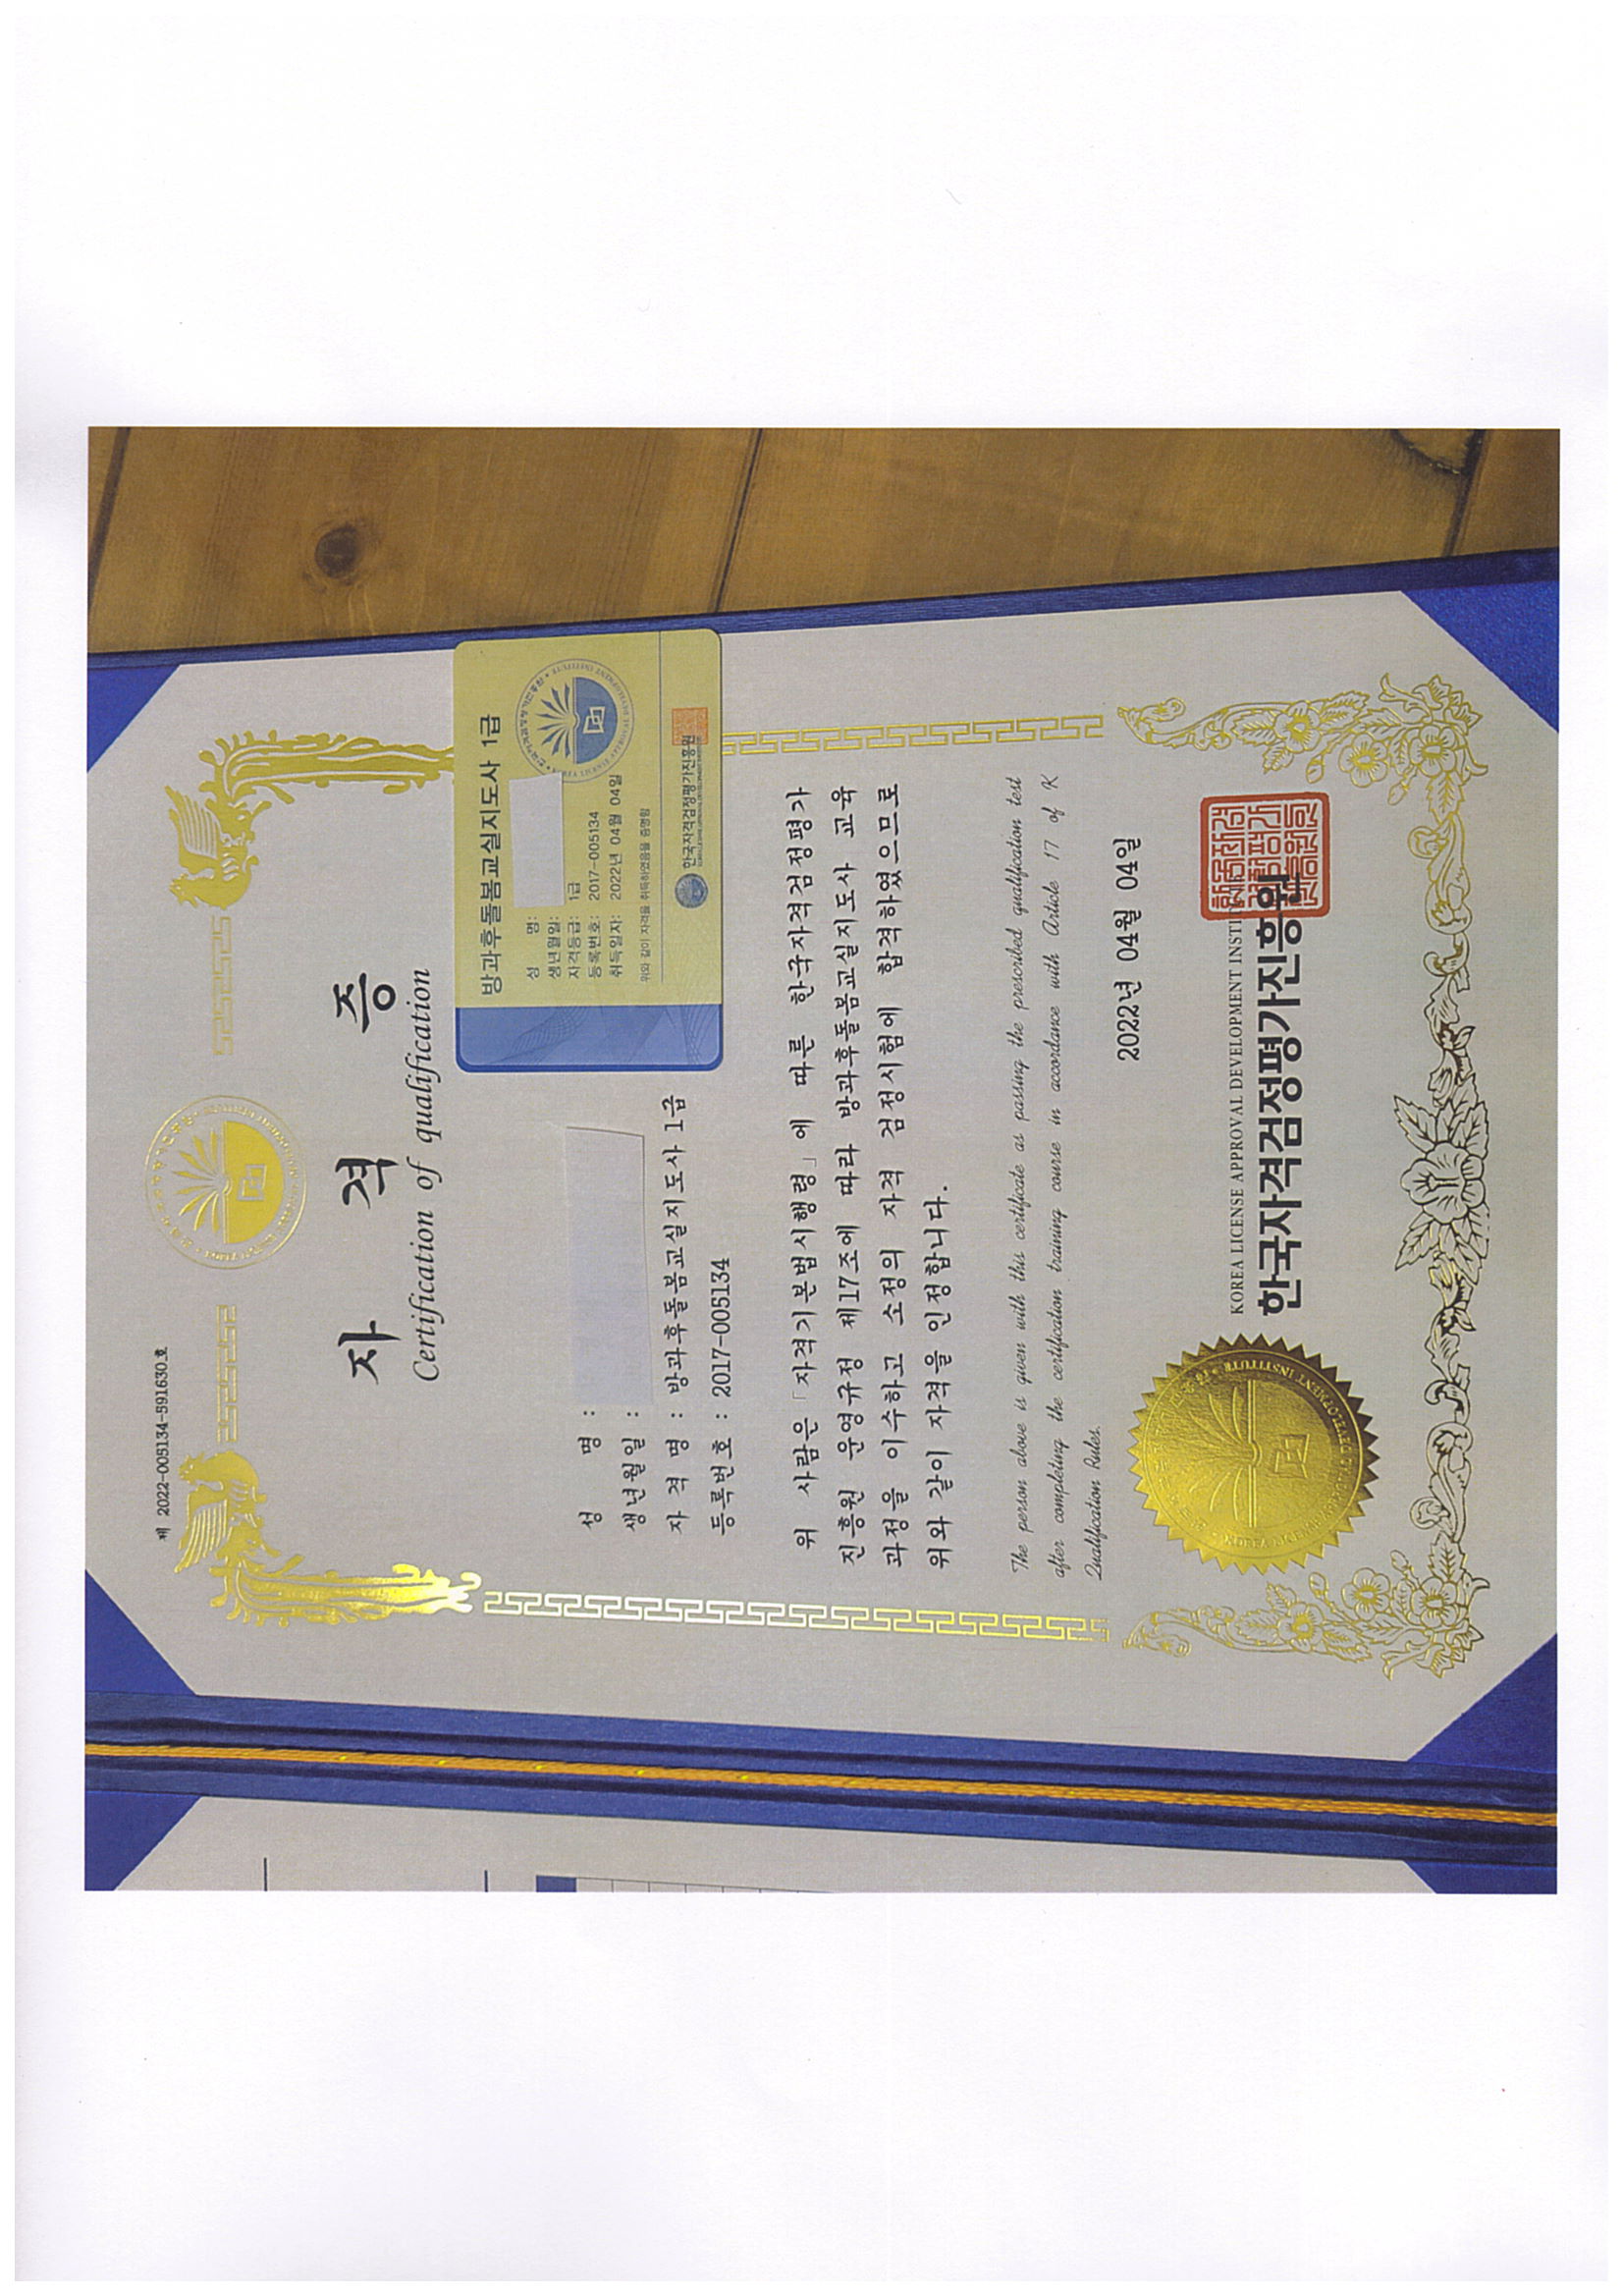 제 2022-005134-591630호
자 격 증
Certification of qualification
성 명 :
생년월일 :
자 격 명 : 방과후돌봄교실지도사 1급
등록번호 : 2017-005134
방과후돌봄교실지도사 1급
성 명:
생년월일:
자격등급: 1급
등록번호: 2017-005134
취득일자: 2022년 04월 04일
위와 같이 자격을 취득하였음을 증명함
한국자격검정평가진흥원
위 사람은「자격기본법시행령」에 따른 한국자격검정평가
진흥원 운영규정 제17조에 따라 방과후돌봄교실지도사 교육
과정을 이수하고 소정의 자격 검정시험에 합격하였으므로
위와 같이 자격을 인정합니다.
The person above is given with this certificate as passing the prescribed qualification test
after completing the certification training course in accordance with Article 17 of K
Qualification Rules.
2022년 04월 04일
KOREA LICENSE APPROVAL DEVELOPMENT INSTITUTE
한국자격검정평가진흥원